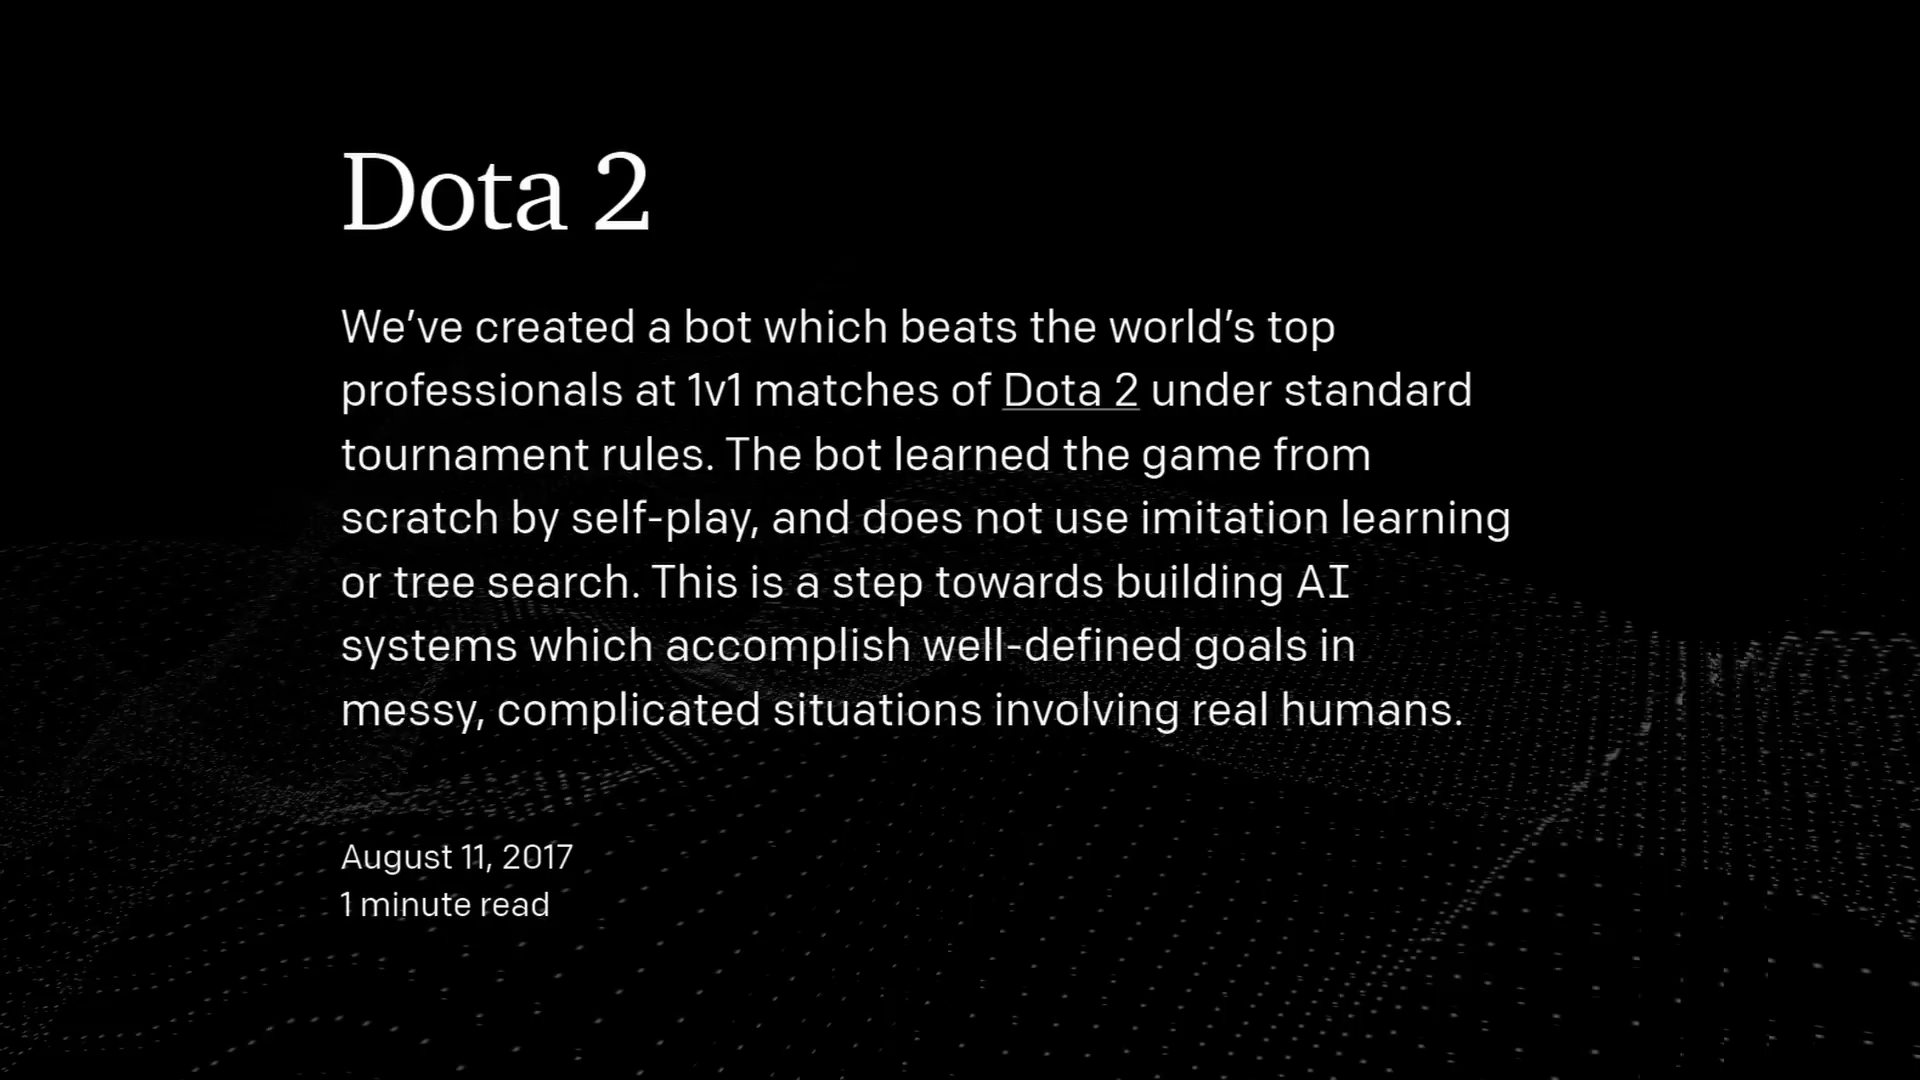 Dota 2
We’ve created a bot which beats the world’s top
professionals at 1v1 matches of Dota 2 under standard
tournament rules. The bot learned the game from
scratch by self-play, and does not use imitation learning
or tree search. This is a step towards building AI
systems which accomplish well-defined goals in
messy, complicated situations involving real humans.
August 11, 2017
1 minute read